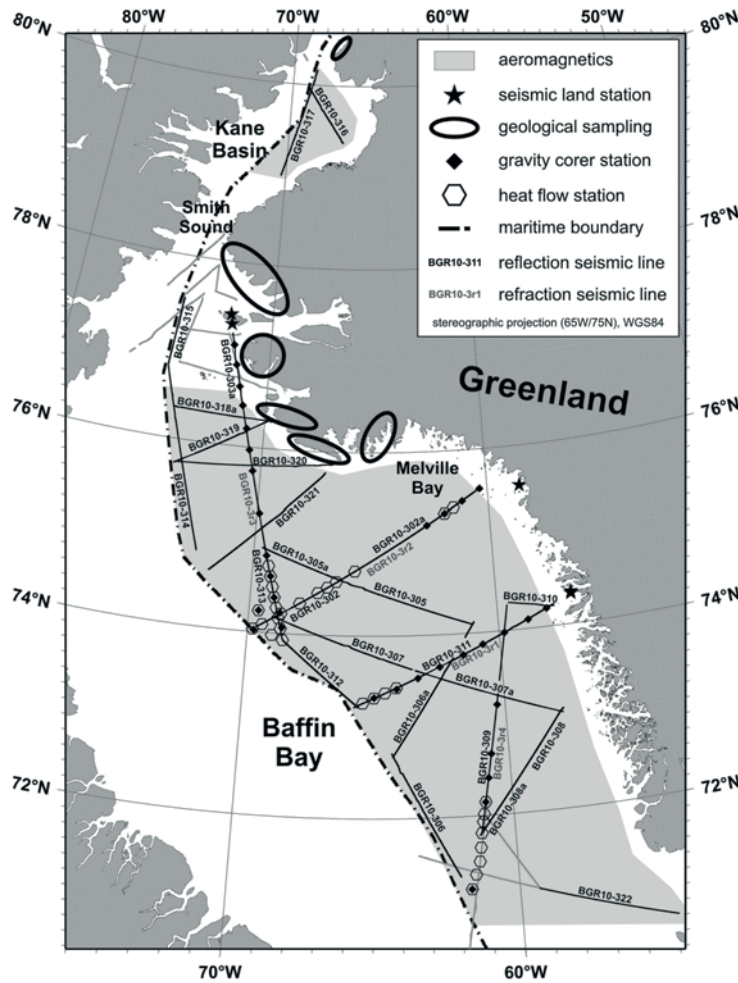 80°N
80°W
70°W
60°W
50°W
80°N
aeromagnetics
seismic land station
geological sampling
gravity corer station
heat flow station
maritime boundary
BGR10-311 reflection seismic line
BGR10-3r1 refraction seismic line
stereographic projection (65W/75N), WGS84
BGR10-317
BGR10-316
Kane
Basin
78°N
78°N
Smith
Sound
BGR10-315
BGR10-303a
Greenland
76°N
76°N
BGR10-318a
BGR10-319
BGR10-320
Melville
Bay
BGR10-314
BGR10-3r3
BGR10-321
BGR10-302a
BGR10-3r2
74°N
74°N
BGR10-313
BGR10-305a
BGR10-302
BGR10-305
BGR10-310
BGR10-307
BGR10-311
BGR10-3r1
BGR10-312
BGR10-307a
BGR10-306a
Baffin
Bay
BGR10-309
BGR10-3r4
BGR10-308
72°N
72°N
BGR10-306
BGR10-308a
BGR10-322
70°W
60°W